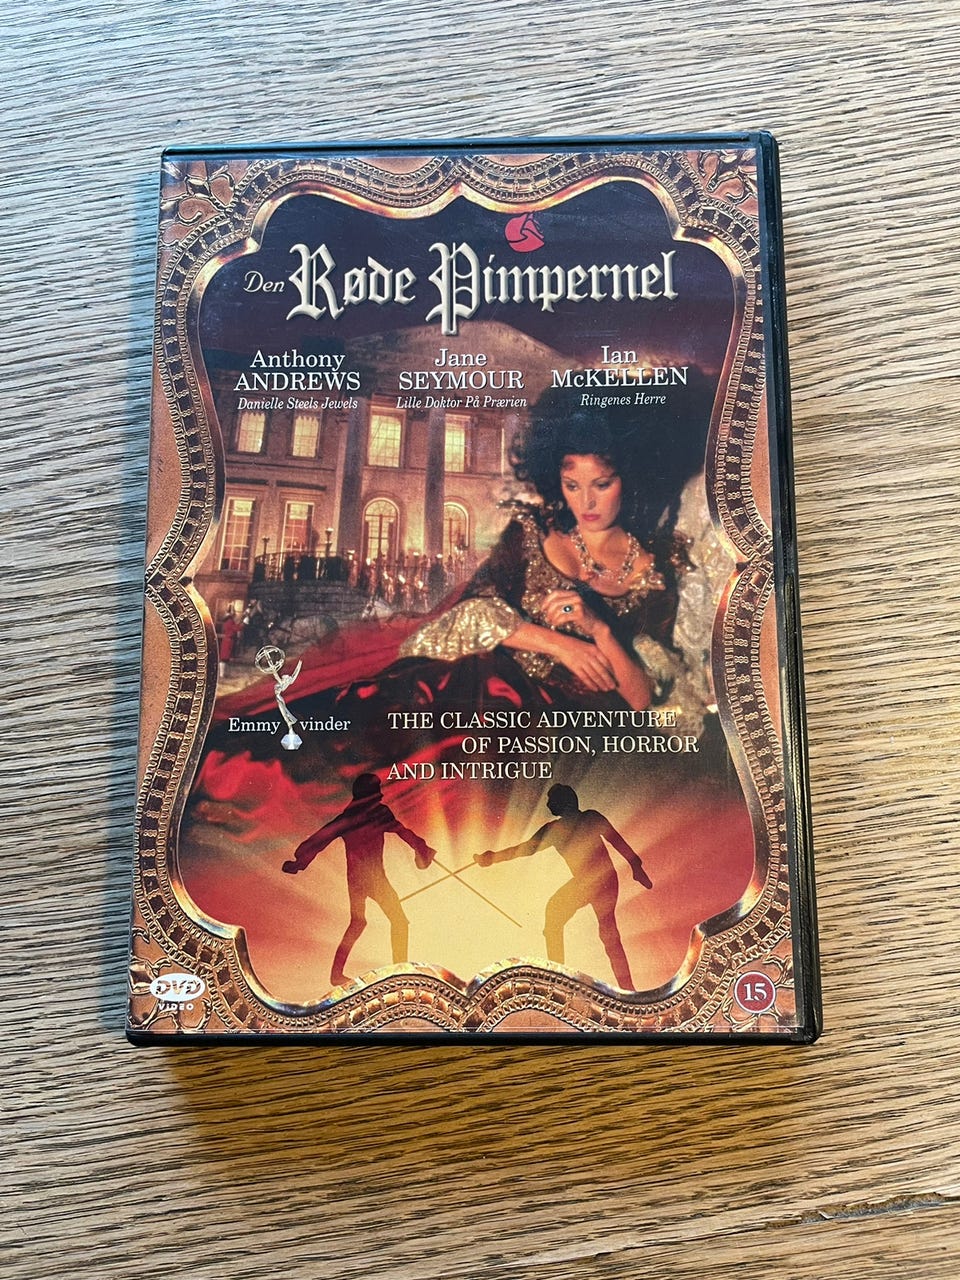 Den Røde Pimpernel
Anthony
ANDREWS
Danielle Steels Jewels
Jane
SEYMOUR
Lille Doktor På Prærien
Ian
McKELLEN
Ringenes Herre
Emmy vinder
THE CLASSIC ADVENTURE
OF PASSION, HORROR
AND INTRIGUE
DVD
VIDEO
15